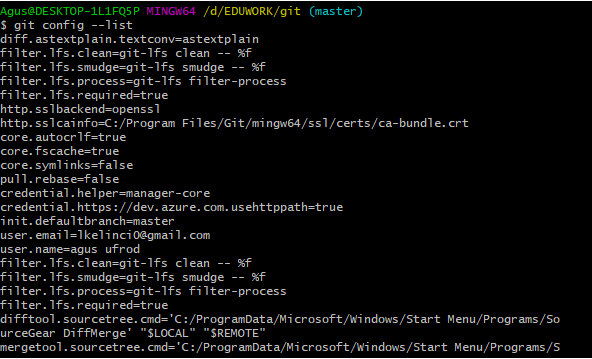 Agus@DESKTOP-1L1FQ5P MINGW64 /d/EDUWORK/git (master)
$ git config --list
diff.astextplain.textconv=astextplain
filter.lfs.clean=git-lfs clean -- %f
filter.lfs.smudge=git-lfs smudge -- %f
filter.lfs.process=git-lfs filter-process
filter.lfs.required=true
http.sslbackend=openssl
http.sslcainfo=C:/Program Files/Git/mingw64/ssl/certs/ca-bundle.crt
core.autocrlf=true
core.fscache=true
core.symlinks=false
pull.rebase=false
credential.helper=manager-core
credential.https://dev.azure.com.usehttppath=true
init.defaultbranch=master
user.email=lkelinci0@gmail.com
user.name=agus ufrod
filter.lfs.clean=git-lfs clean -- %f
filter.lfs.smudge=git-lfs smudge -- %f
filter.lfs.process=git-lfs filter-process
filter.lfs.required=true
difftool.sourcetree.cmd='C:/ProgramData/Microsoft/Windows/Start Menu/Programs/So
urceGear DiffMerge' "$LOCAL" "$REMOTE"
mergetool.sourcetree.cmd='C:/ProgramData/Microsoft/Windows/Start Menu/Programs/S